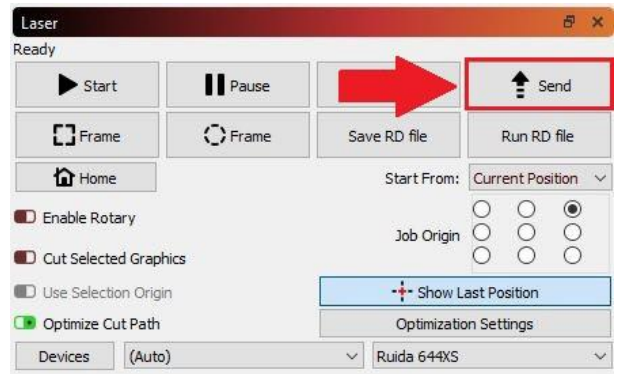 Laser
Ready
Start
Pause
Send
Frame
Frame
Save RD file
Run RD file
Home
Start From:
Current Position
Enable Rotary
Job Origin
Cut Selected Graphics
Use Selection Origin
Show Last Position
Optimize Cut Path
Optimization Settings
Devices
(Auto)
Ruida 644XS